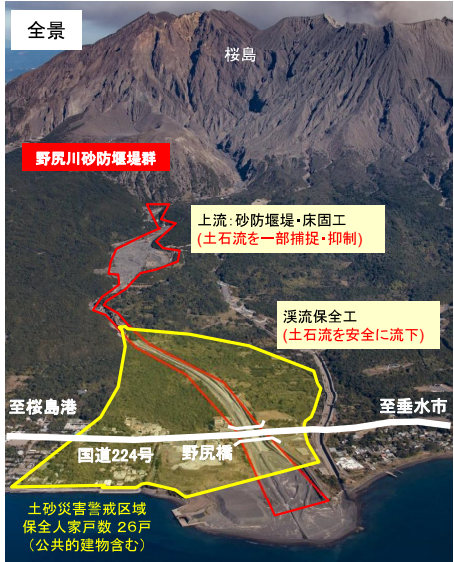 全景
桜島
野尻川砂防堰堤群
上流：砂防堰堤・床固工
(土石流を一部捕捉・抑制)
渓流保全工
(土石流を安全に流下)
至桜島港
至垂水市
国道224号
野尻橋
土砂災害警戒区域
保全人家戸数 26戸
（公共的建物含む）